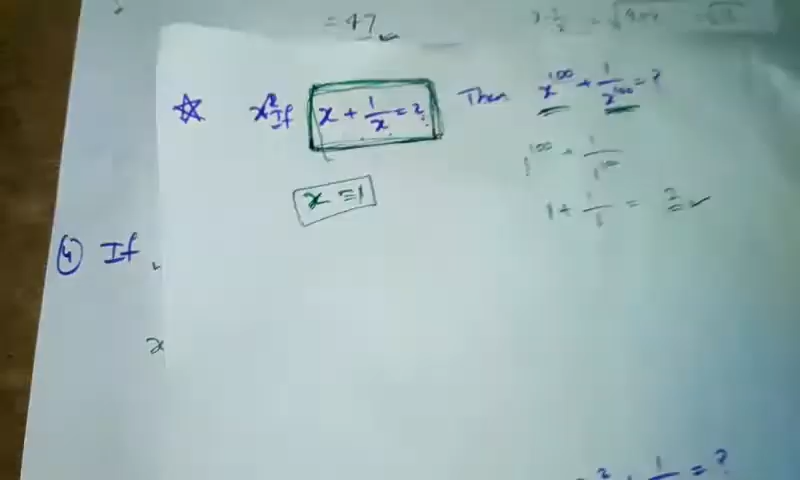 = 47
☆ If x + 1/x = 2 Then x^100 + 1/x^100 = ?
1^100 + 1/1^100
x = 1
1 + 1/1 = 2
④ If
x
+ 1/ = ?